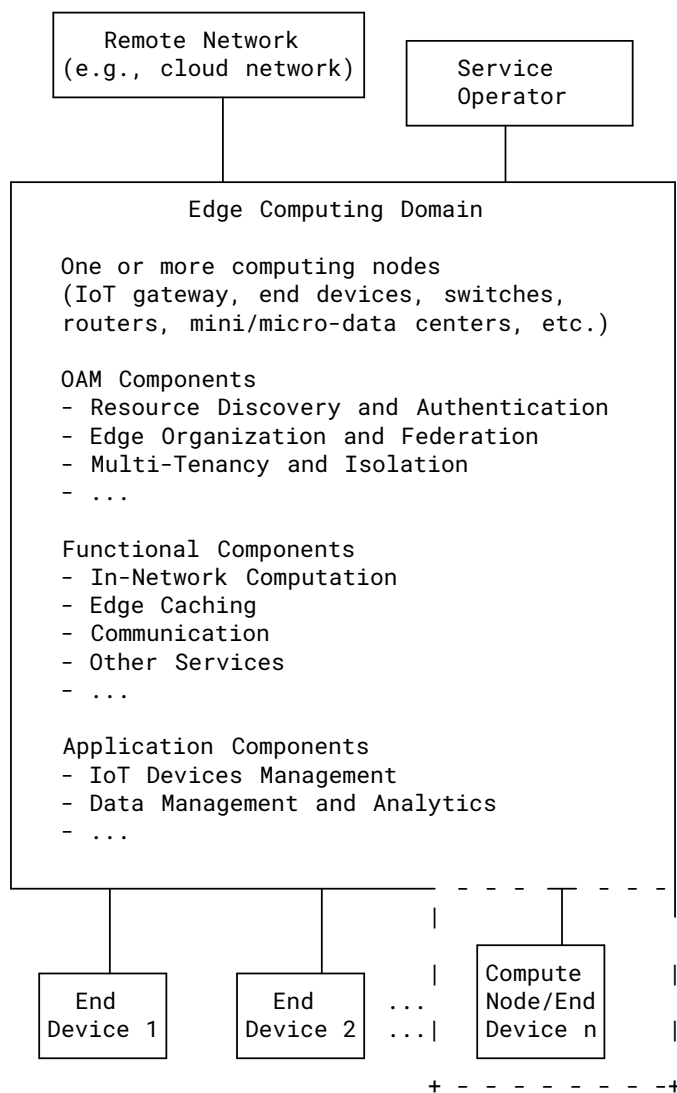 Remote Network
(e.g., cloud network)
Service
Operator
Edge Computing Domain
One or more computing nodes
(IoT gateway, end devices, switches,
routers, mini/micro-data centers, etc.)
OAM Components
- Resource Discovery and Authentication
- Edge Organization and Federation
- Multi-Tenancy and Isolation
- ...
Functional Components
- In-Network Computation
- Edge Caching
- Communication
- Other Services
- ...
Application Components
- IoT Devices Management
- Data Management and Analytics
- ...
End
Device 1
End
Device 2
...
...
Compute
Node/End
Device n